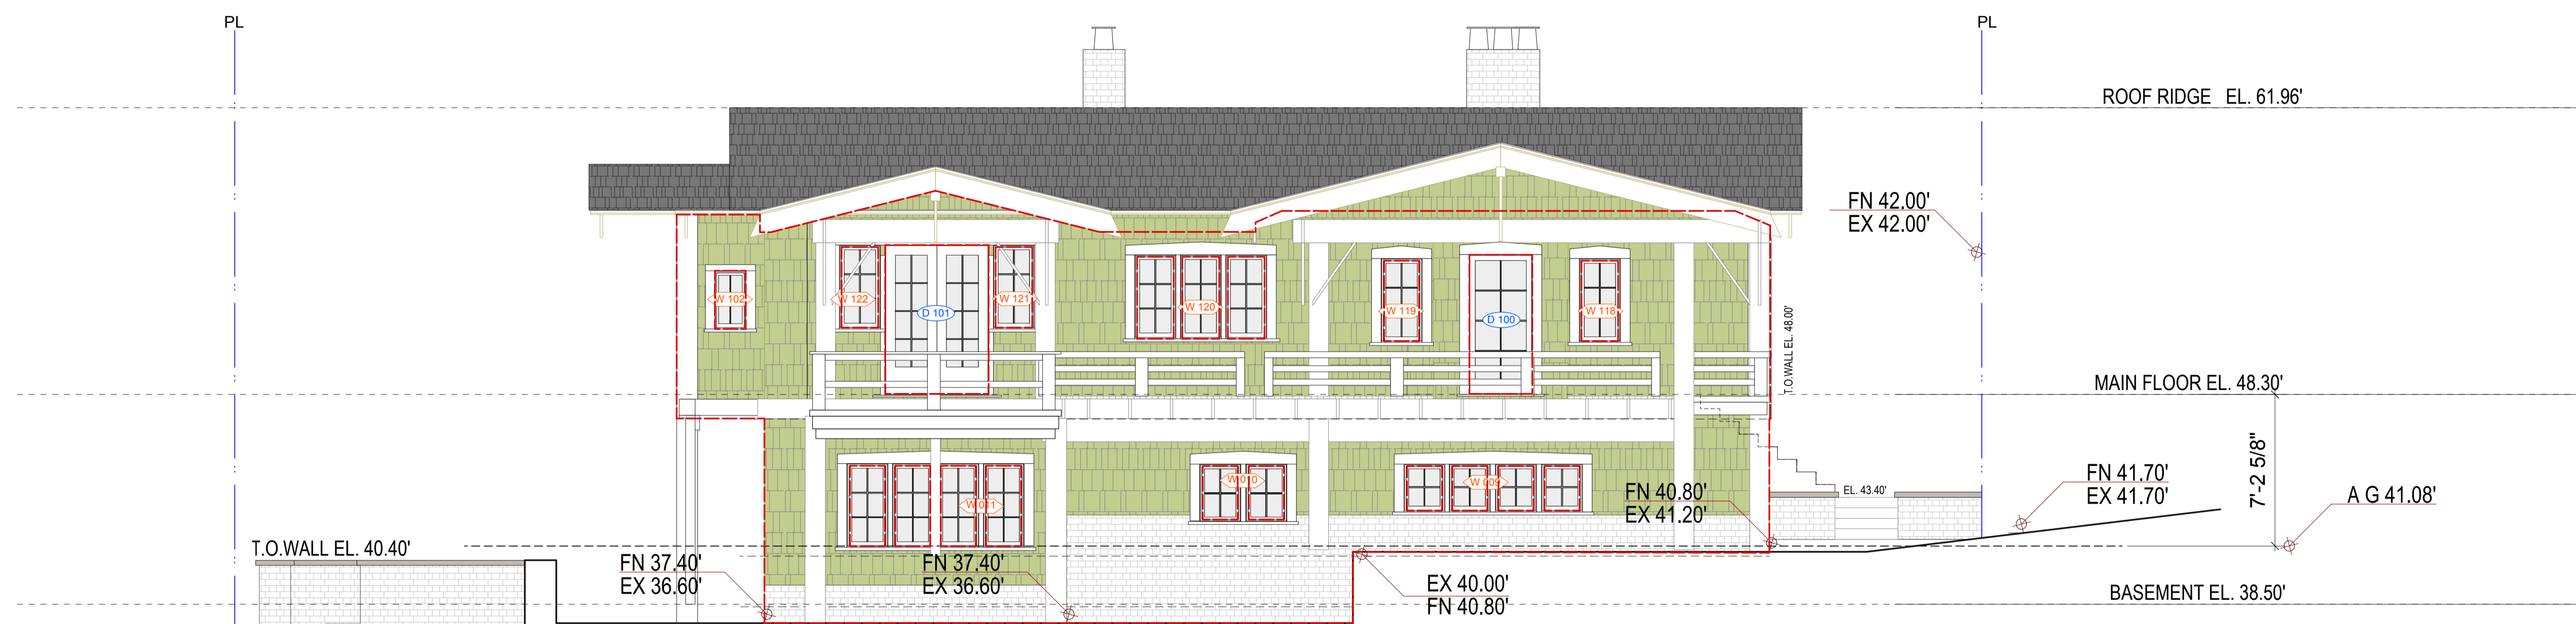 PL
PL
ROOF RIDGE EL. 61.96'
FN 42.00'
EX 42.00'
W 102
W 122
D 101
W 121
W 120
W 119
D 100
W 118
T.O.WALL EL. 48.00'
MAIN FLOOR EL. 48.30'
7'-2 5/8"
FN 41.70'
EX 41.70'
A G 41.08'
W 011
W 010
W 009
FN 40.80'
EX 41.20'
EL. 43.40'
T.O.WALL EL. 40.40'
FN 37.40'
EX 36.60'
FN 37.40'
EX 36.60'
EX 40.00'
FN 40.80'
BASEMENT EL. 38.50'